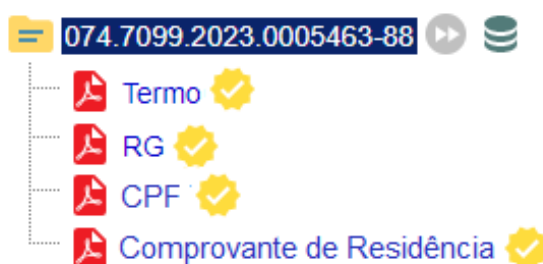 074.7099.2023.0005463-88
Termo
RG
CPF
Comprovante de Residência